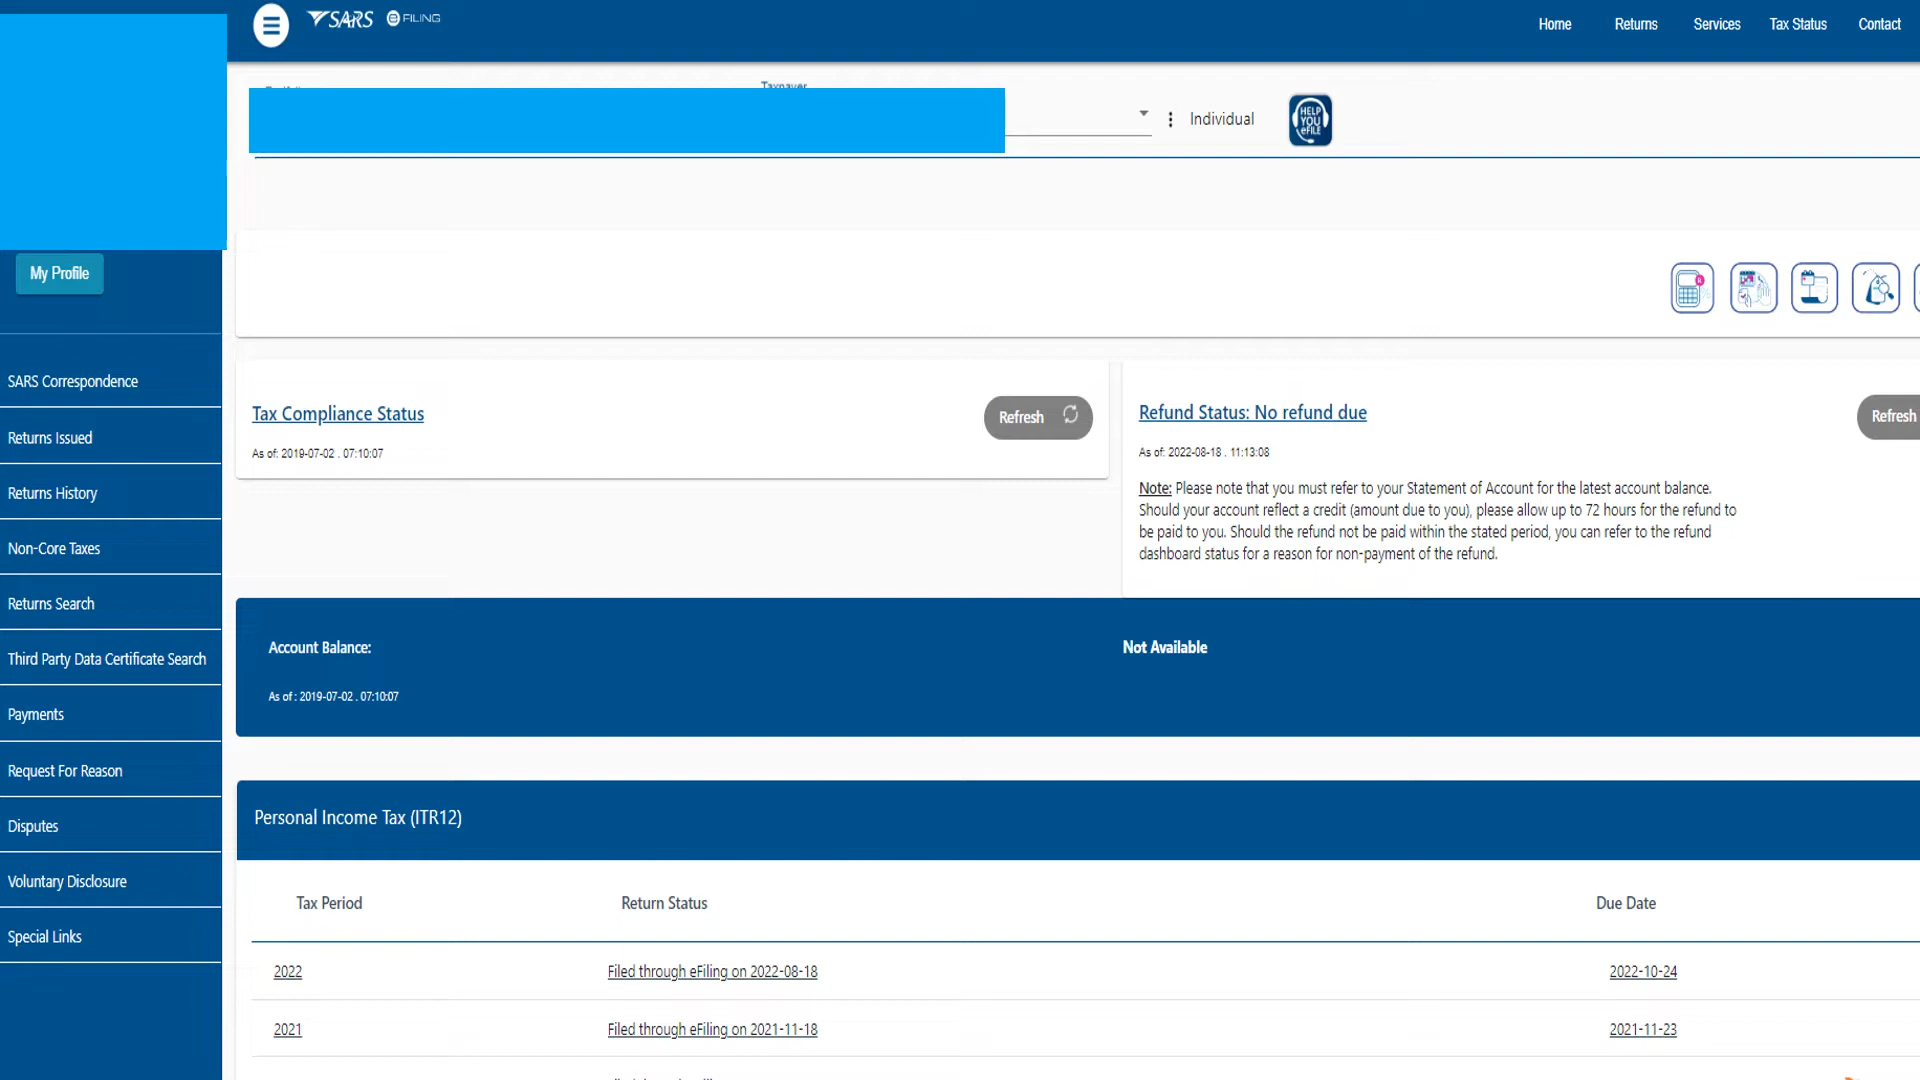 SARS eFILING
Home Returns Services Tax Status Contact
Taxpayer
Individual
HELP YOU eFILE
My Profile
SARS Correspondence
Returns Issued
Returns History
Non-Core Taxes
Returns Search
Third Party Data Certificate Search
Payments
Request For Reason
Disputes
Voluntary Disclosure
Special Links
Tax Compliance Status
Refresh
As of: 2019-07-02 . 07:10:07
Refund Status: No refund due
Refresh
As of: 2022-08-18 . 11:13:08
Note: Please note that you must refer to your Statement of Account for the latest account balance.
Should your account reflect a credit (amount due to you), please allow up to 72 hours for the refund to
be paid to you. Should the refund not be paid within the stated period, you can refer to the refund
dashboard status for a reason for non-payment of the refund.
Account Balance: Not Available
As of : 2019-07-02 . 07:10:07
Personal Income Tax (ITR12)
Tax Period Return Status Due Date
2022 Filed through eFiling on 2022-08-18 2022-10-24
2021 Filed through eFiling on 2021-11-18 2021-11-23